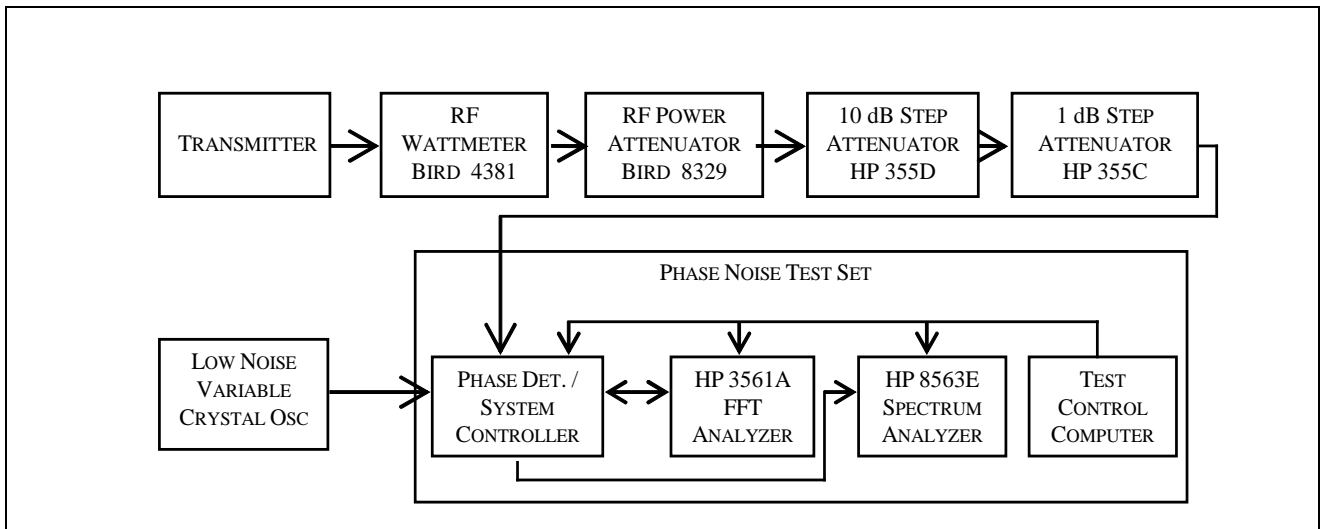 TRANSMITTER
RF
WATTMETER
BIRD 4381
RF POWER
ATTENUATOR
BIRD 8329
10 dB STEP
ATTENUATOR
HP 355D
1 dB STEP
ATTENUATOR
HP 355C
PHASE NOISE TEST SET
LOW NOISE
VARIABLE
CRYSTAL OSC
PHASE DET. /
SYSTEM
CONTROLLER
HP 3561A
FFT
ANALYZER
HP 8563E
SPECTRUM
ANALYZER
TEST
CONTROL
COMPUTER